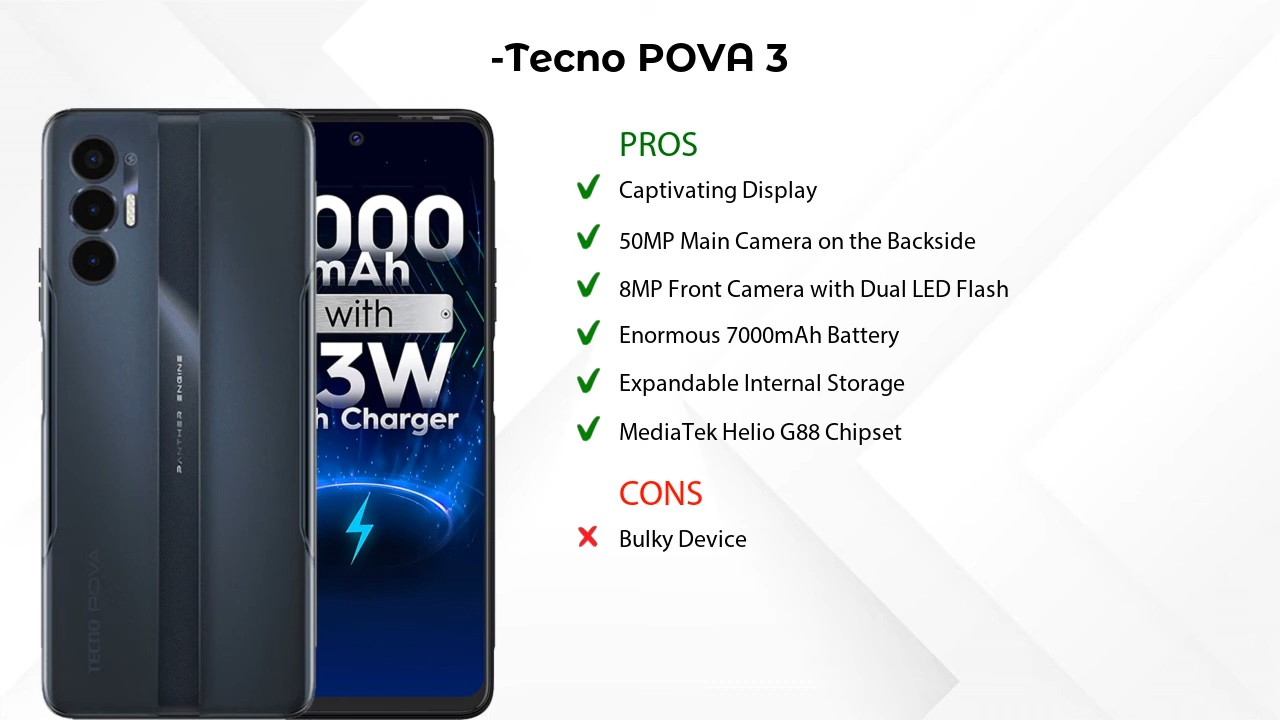 -Tecno POVA 3
PROS
Captivating Display
50MP Main Camera on the Backside
8MP Front Camera with Dual LED Flash
Enormous 7000mAh Battery
Expandable Internal Storage
MediaTek Helio G88 Chipset
CONS
Bulky Device
000
mAh
with
3W
h Charger
PANTHER ENGINE
TECNO POVA